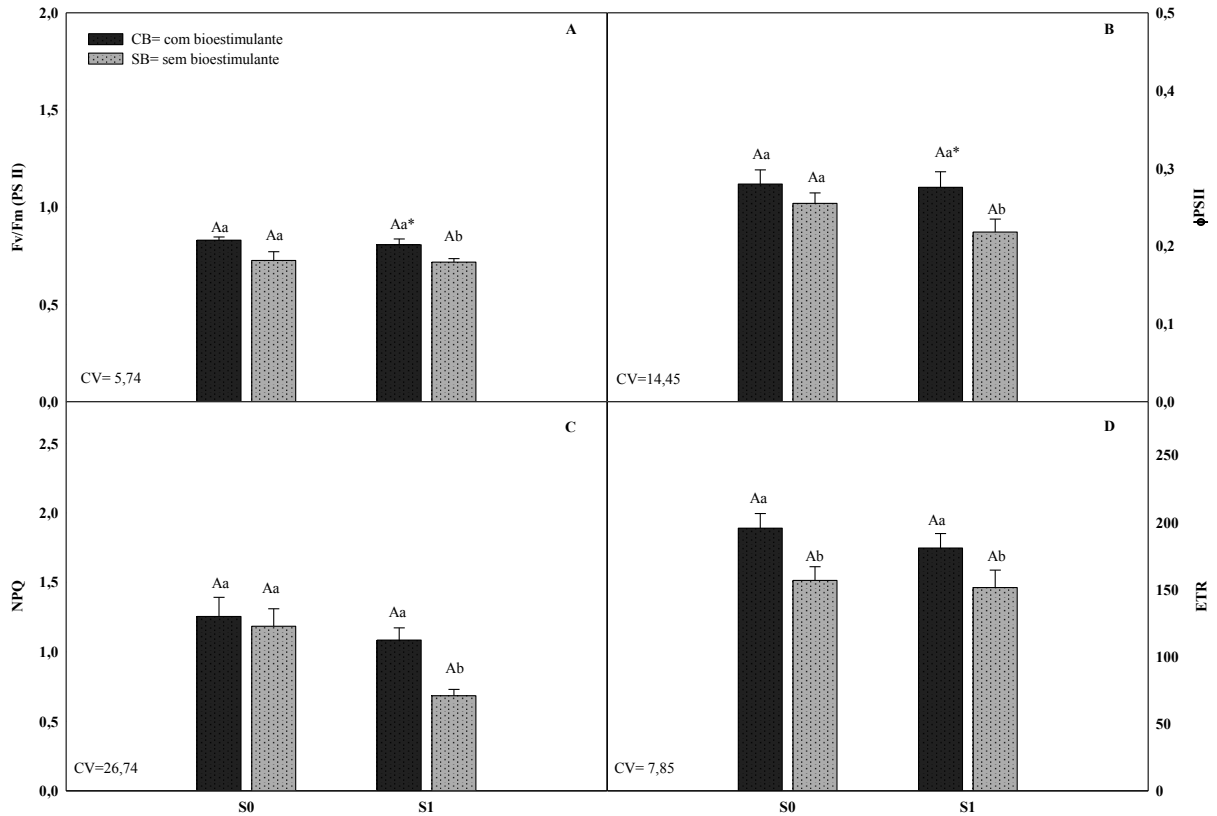 2,0
A
B
0,5
CB= com bioestimulante
SB= sem bioestimulante
1,5
0,4
Fv/Fm (PS II)
1,0
Aa
Aa
Aa*
Ab
Aa
Aa
Aa*
Ab
0,3
ϕPSII
0,2
0,5
0,1
CV= 5,74
CV=14,45
0,0
0,0
C
D
2,5
250
2,0
200
NPQ
1,5
Aa
Aa
Aa
Ab
Aa
Ab
Aa
Ab
150
ETR
1,0
100
0,5
50
CV=26,74
CV= 7,85
0,0
0
S0
S1
S0
S1